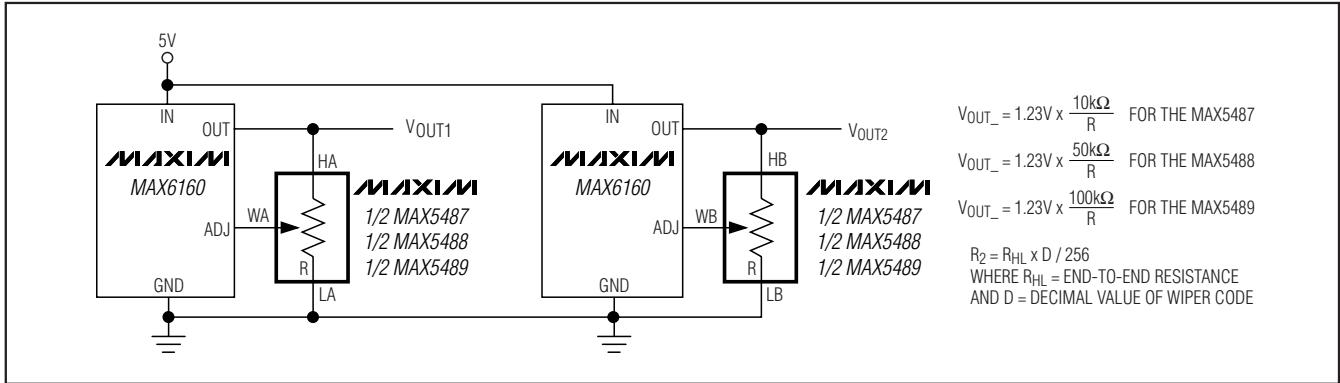 5V
IN
OUT
VOUT1
HA
MAXIM
MAX6160
MAXIM
1/2 MAX5487
1/2 MAX5488
1/2 MAX5489
WA
ADJ
R
GND
LA
IN
OUT
VOUT2
HB
MAXIM
MAX6160
MAXIM
1/2 MAX5487
1/2 MAX5488
1/2 MAX5489
WB
ADJ
R
GND
LB
VOUT_ = 1.23V x 10kΩ / R FOR THE MAX5487
VOUT_ = 1.23V x 50kΩ / R FOR THE MAX5488
VOUT_ = 1.23V x 100kΩ / R FOR THE MAX5489
R2 = RHL x D / 256
WHERE RHL = END-TO-END RESISTANCE
AND D = DECIMAL VALUE OF WIPER CODE